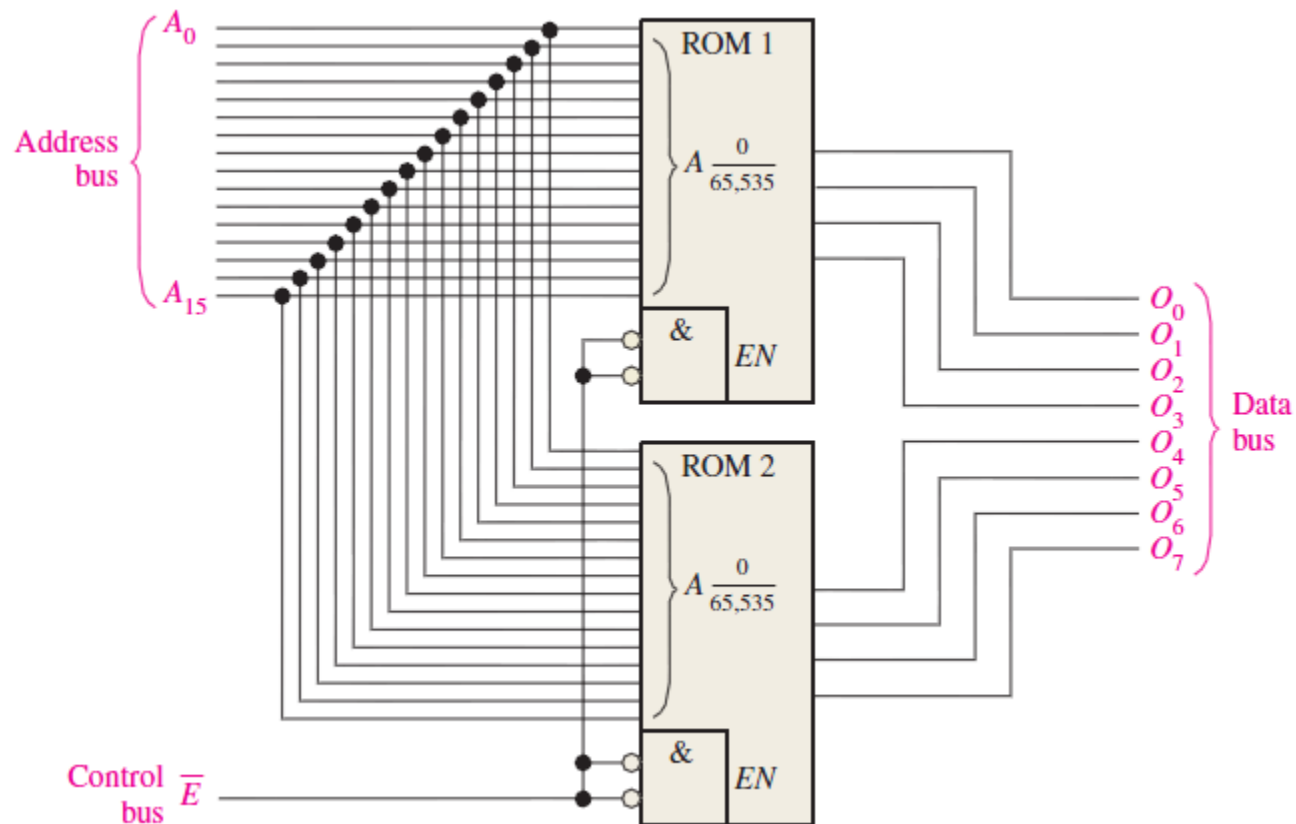 A₀
Address
bus
A₁₅
ROM 1
A 0/65,535
&
EN
ROM 2
A 0/65,535
&
EN
Control
bus E̅
O₀
O₁
O₂
O₃
O₄
O₅
O₆
O₇
Data
bus